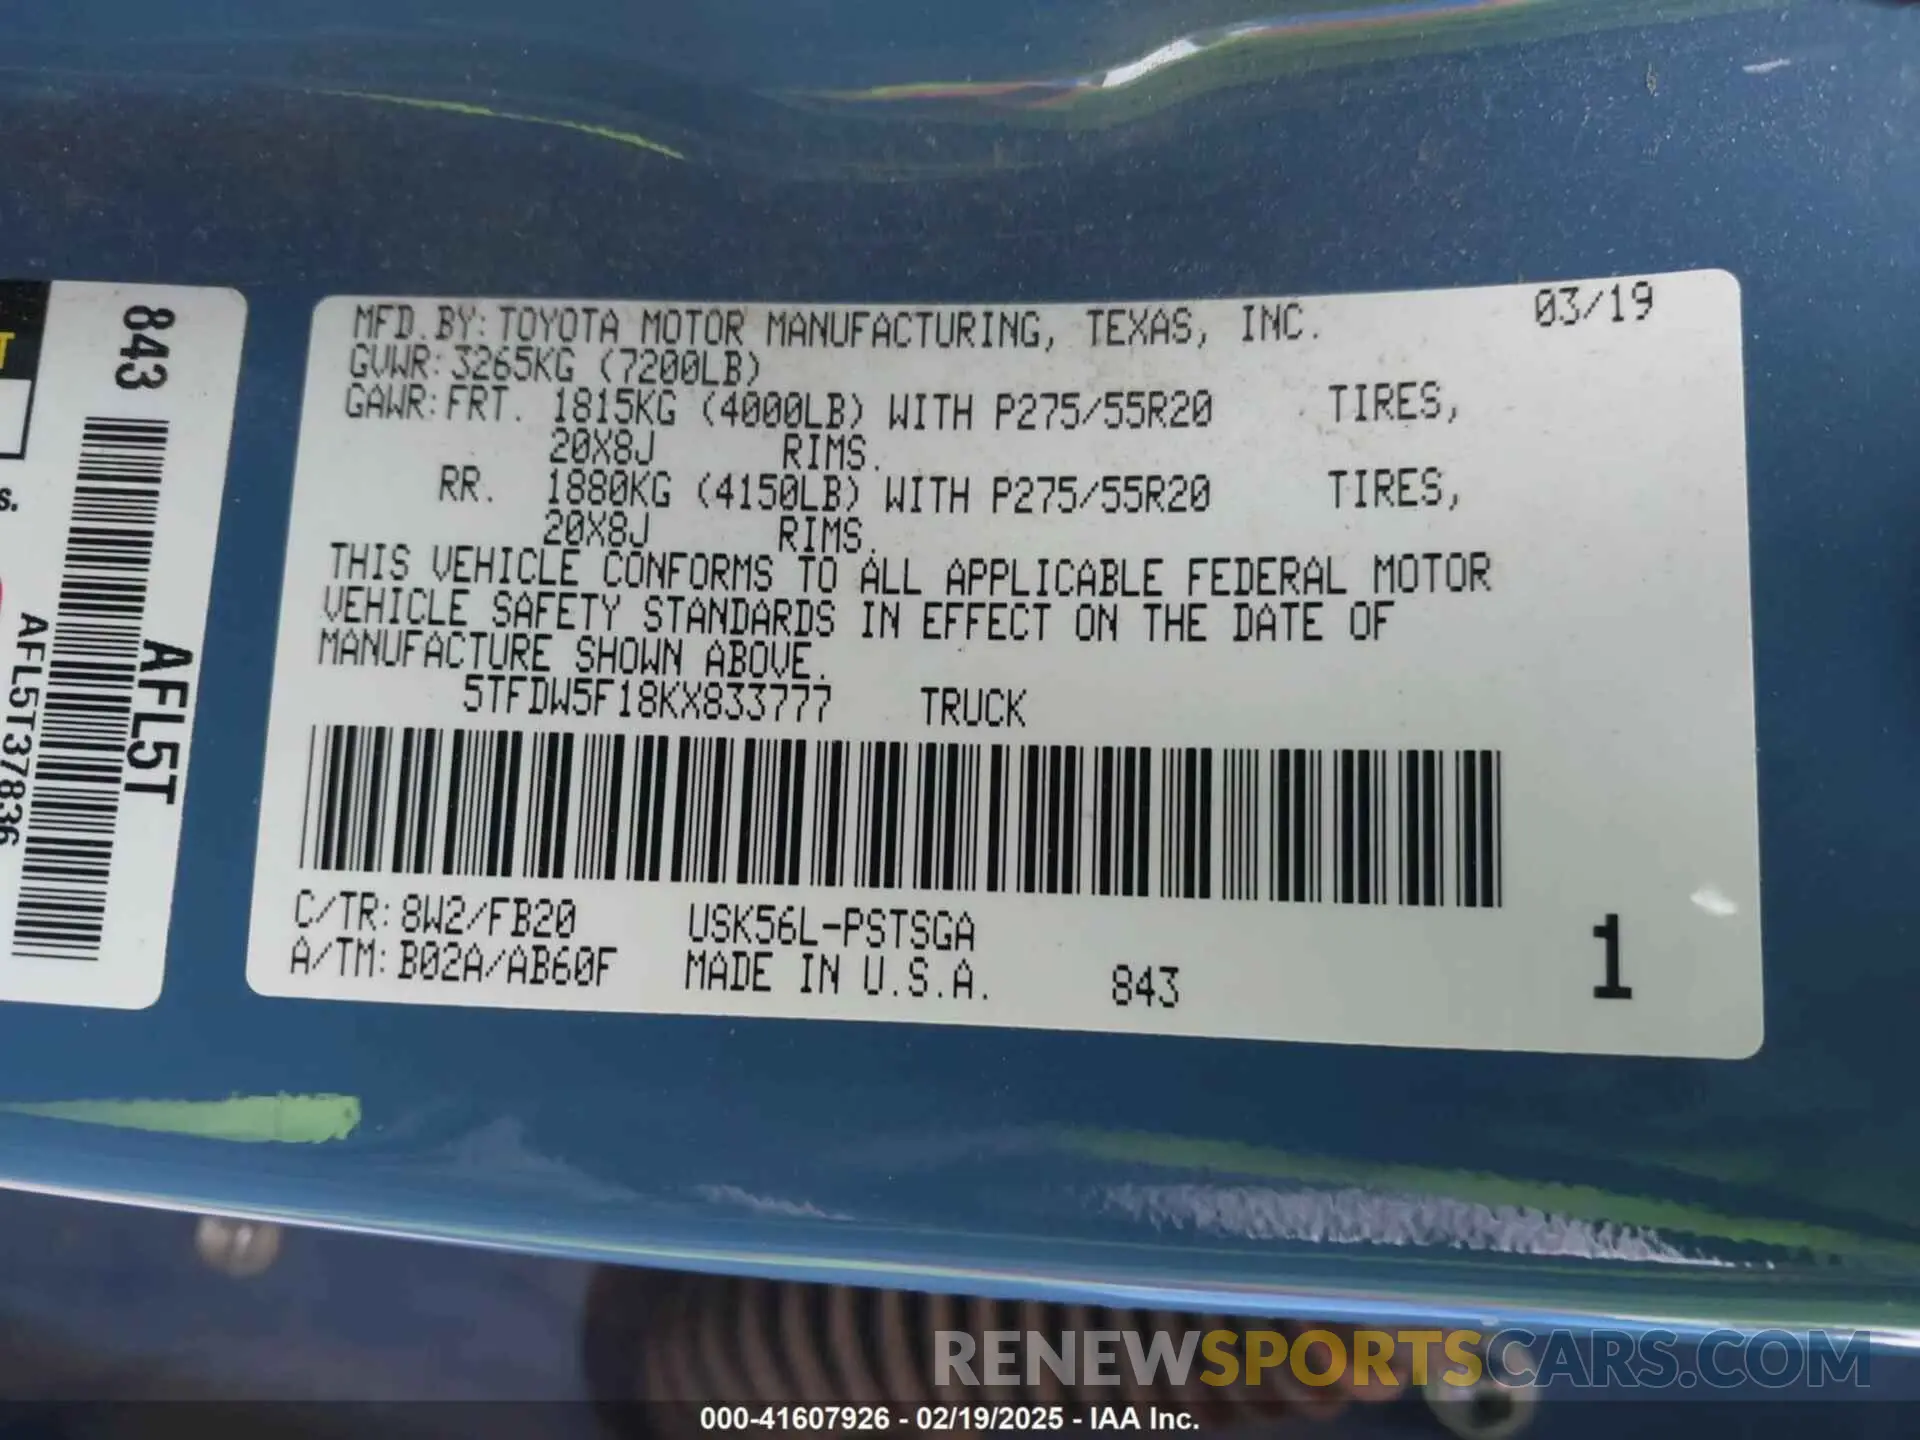 MFD.BY:TOYOTA MOTOR MANUFACTURING, TEXAS, INC. 03/19
GVWR:3265KG (7200LB)
GAWR:FRT. 1815KG (4000LB) WITH P275/55R20 TIRES,
20X8J RIMS.
RR. 1880KG (4150LB) WITH P275/55R20 TIRES,
20X8J RIMS.
THIS VEHICLE CONFORMS TO ALL APPLICABLE FEDERAL MOTOR
VEHICLE SAFETY STANDARDS IN EFFECT ON THE DATE OF
MANUFACTURE SHOWN ABOVE.
5TFDW5F18KX833777 TRUCK
C/TR:8W2/FB20 USK56L-PSTSGA
A/TM:B02A/AB60F MADE IN U.S.A. 843 1
843
AFL5T
AFL5T37836
RENEWSPORTSCARS.COM
000-41607926 - 02/19/2025 - IAA Inc.